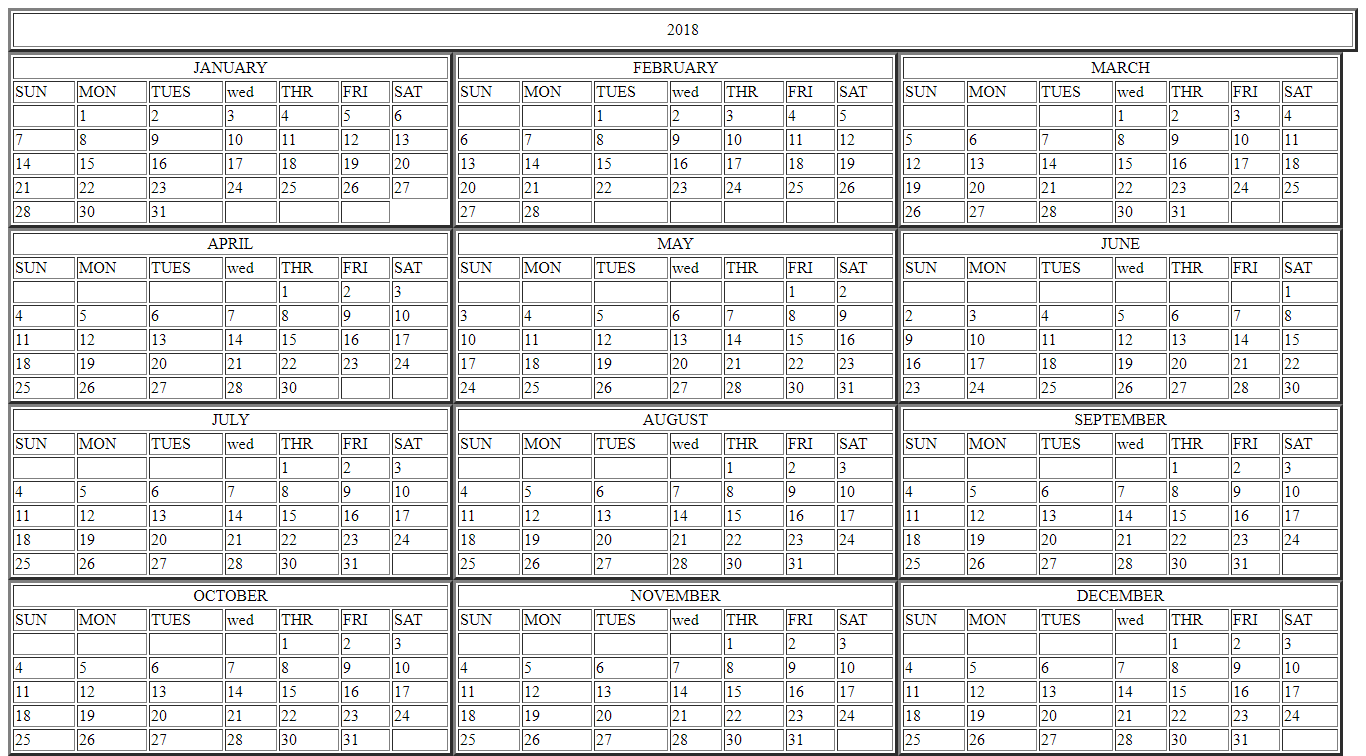 2018
JANUARY FEBRUARY MARCH
SUN MON TUES wed THR FRI SAT SUN MON TUES wed THR FRI SAT SUN MON TUES wed THR FRI SAT
1 2 3 4 5 6 1 2 3 4 5 1 2 3 4
7 8 9 10 11 12 13 6 7 8 9 10 11 12 5 6 7 8 9 10 11
14 15 16 17 18 19 20 13 14 15 16 17 18 19 12 13 14 15 16 17 18
21 22 23 24 25 26 27 20 21 22 23 24 25 26 19 20 21 22 23 24 25
28 30 31 27 28 26 27 28 30 31
APRIL MAY JUNE
SUN MON TUES wed THR FRI SAT SUN MON TUES wed THR FRI SAT SUN MON TUES wed THR FRI SAT
1 2 3 1 2 1
4 5 6 7 8 9 10 3 4 5 6 7 8 9 2 3 4 5 6 7 8
11 12 13 14 15 16 17 10 11 12 13 14 15 16 9 10 11 12 13 14 15
18 19 20 21 22 23 24 17 18 19 20 21 22 23 16 17 18 19 20 21 22
25 26 27 28 30 24 25 26 27 28 30 31 23 24 25 26 27 28 30
JULY AUGUST SEPTEMBER
SUN MON TUES wed THR FRI SAT SUN MON TUES wed THR FRI SAT SUN MON TUES wed THR FRI SAT
1 2 3 1 2 3 1 2 3
4 5 6 7 8 9 10 4 5 6 7 8 9 10 4 5 6 7 8 9 10
11 12 13 14 15 16 17 11 12 13 14 15 16 17 11 12 13 14 15 16 17
18 19 20 21 22 23 24 18 19 20 21 22 23 24 18 19 20 21 22 23 24
25 26 27 28 30 31 25 26 27 28 30 31 25 26 27 28 30 31
OCTOBER NOVEMBER DECEMBER
SUN MON TUES wed THR FRI SAT SUN MON TUES wed THR FRI SAT SUN MON TUES wed THR FRI SAT
1 2 3 1 2 3 1 2 3
4 5 6 7 8 9 10 4 5 6 7 8 9 10 4 5 6 7 8 9 10
11 12 13 14 15 16 17 11 12 13 14 15 16 17 11 12 13 14 15 16 17
18 19 20 21 22 23 24 18 19 20 21 22 23 24 18 19 20 21 22 23 24
25 26 27 28 30 31 25 26 27 28 30 31 25 26 27 28 30 31